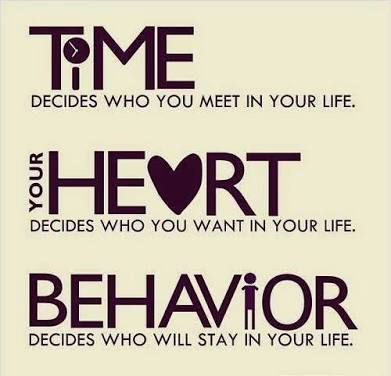 TiME
DECIDES WHO YOU MEET IN YOUR LIFE.
YOUR
HEART
DECIDES WHO YOU WANT IN YOUR LIFE.
BEHAViOR
DECIDES WHO WILL STAY IN YOUR LIFE.